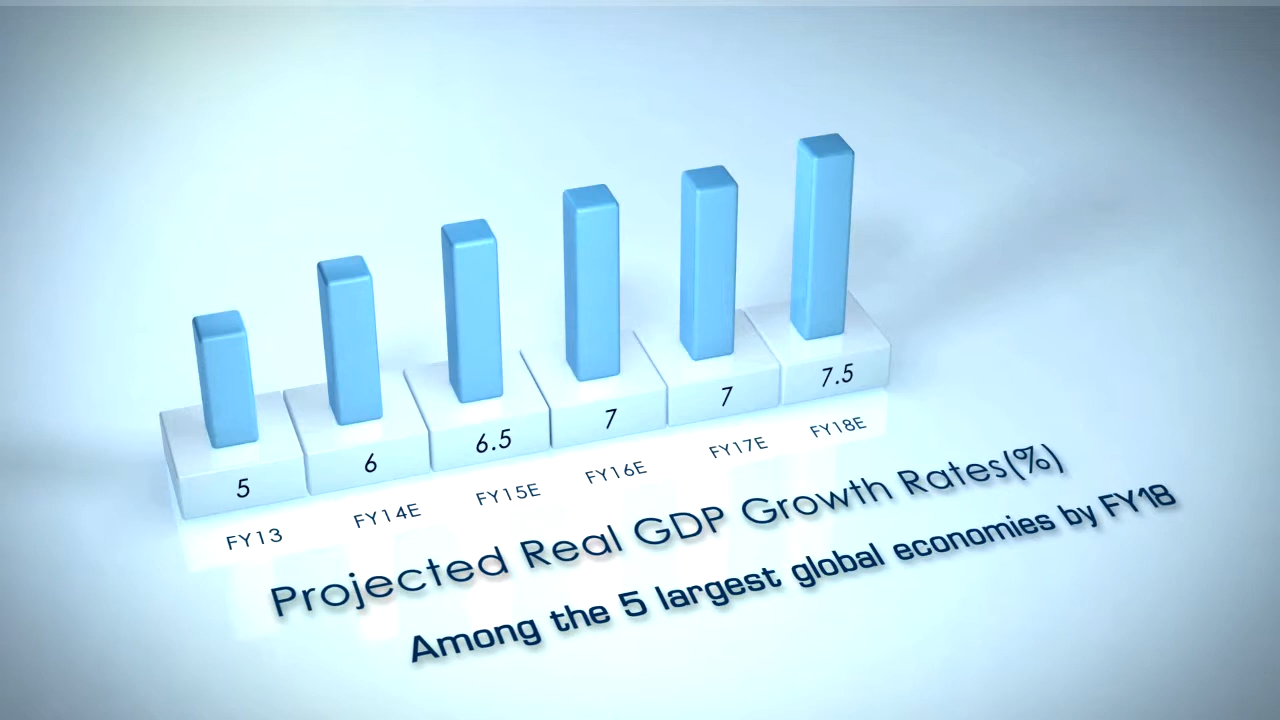 5 6 6.5 7 7 7.5
FY13 FY14E FY15E FY16E FY17E FY18E
Projected Real GDP Growth Rates(%)
Among the 5 largest global economies by FY18